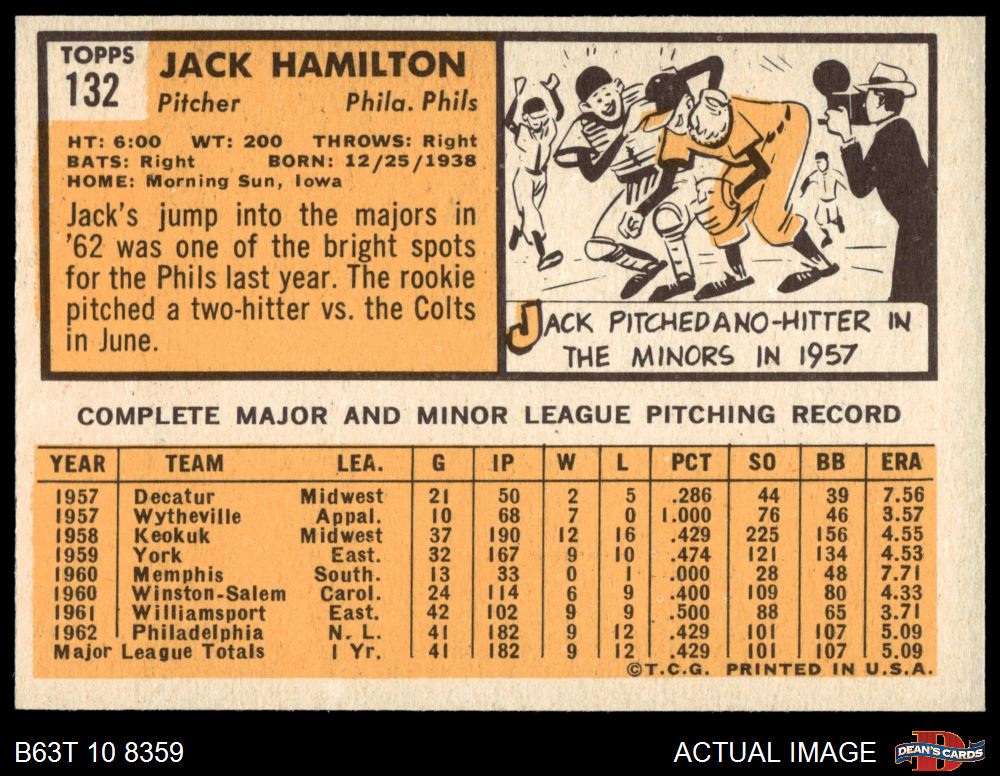 TOPPS
132
JACK HAMILTON
Pitcher Phila. Phils
HT: 6:00 WT: 200 THROWS: Right
BATS: Right BORN: 12/25/1938
HOME: Morning Sun, Iowa
Jack's jump into the majors in
'62 was one of the bright spots
for the Phils last year. The rookie
pitched a two-hitter vs. the Colts
in June.
JACK PITCHED A NO-HITTER IN
THE MINORS IN 1957
COMPLETE MAJOR AND MINOR LEAGUE PITCHING RECORD
YEAR TEAM LEA. G IP W L PCT SO BB ERA
1957 Decatur Midwest 21 50 2 5 .286 44 39 7.56
1957 Wytheville Appal. 10 68 7 0 1.000 76 46 3.57
1958 Keokuk Midwest 37 190 12 16 .429 225 156 4.55
1959 York East. 32 167 9 10 .474 121 134 4.53
1960 Memphis South. 13 33 0 1 .000 28 48 7.71
1960 Winston-Salem Carol. 24 114 6 9 .400 109 80 4.33
1961 Williamsport East. 42 102 9 9 .500 88 65 3.71
1962 Philadelphia N. L. 41 182 9 12 .429 101 107 5.09
Major League Totals 1 Yr. 41 182 9 12 .429 101 107 5.09
©T.C.G. PRINTED IN U.S.A.
B63T 10 8359 ACTUAL IMAGE DEAN'S CARDS